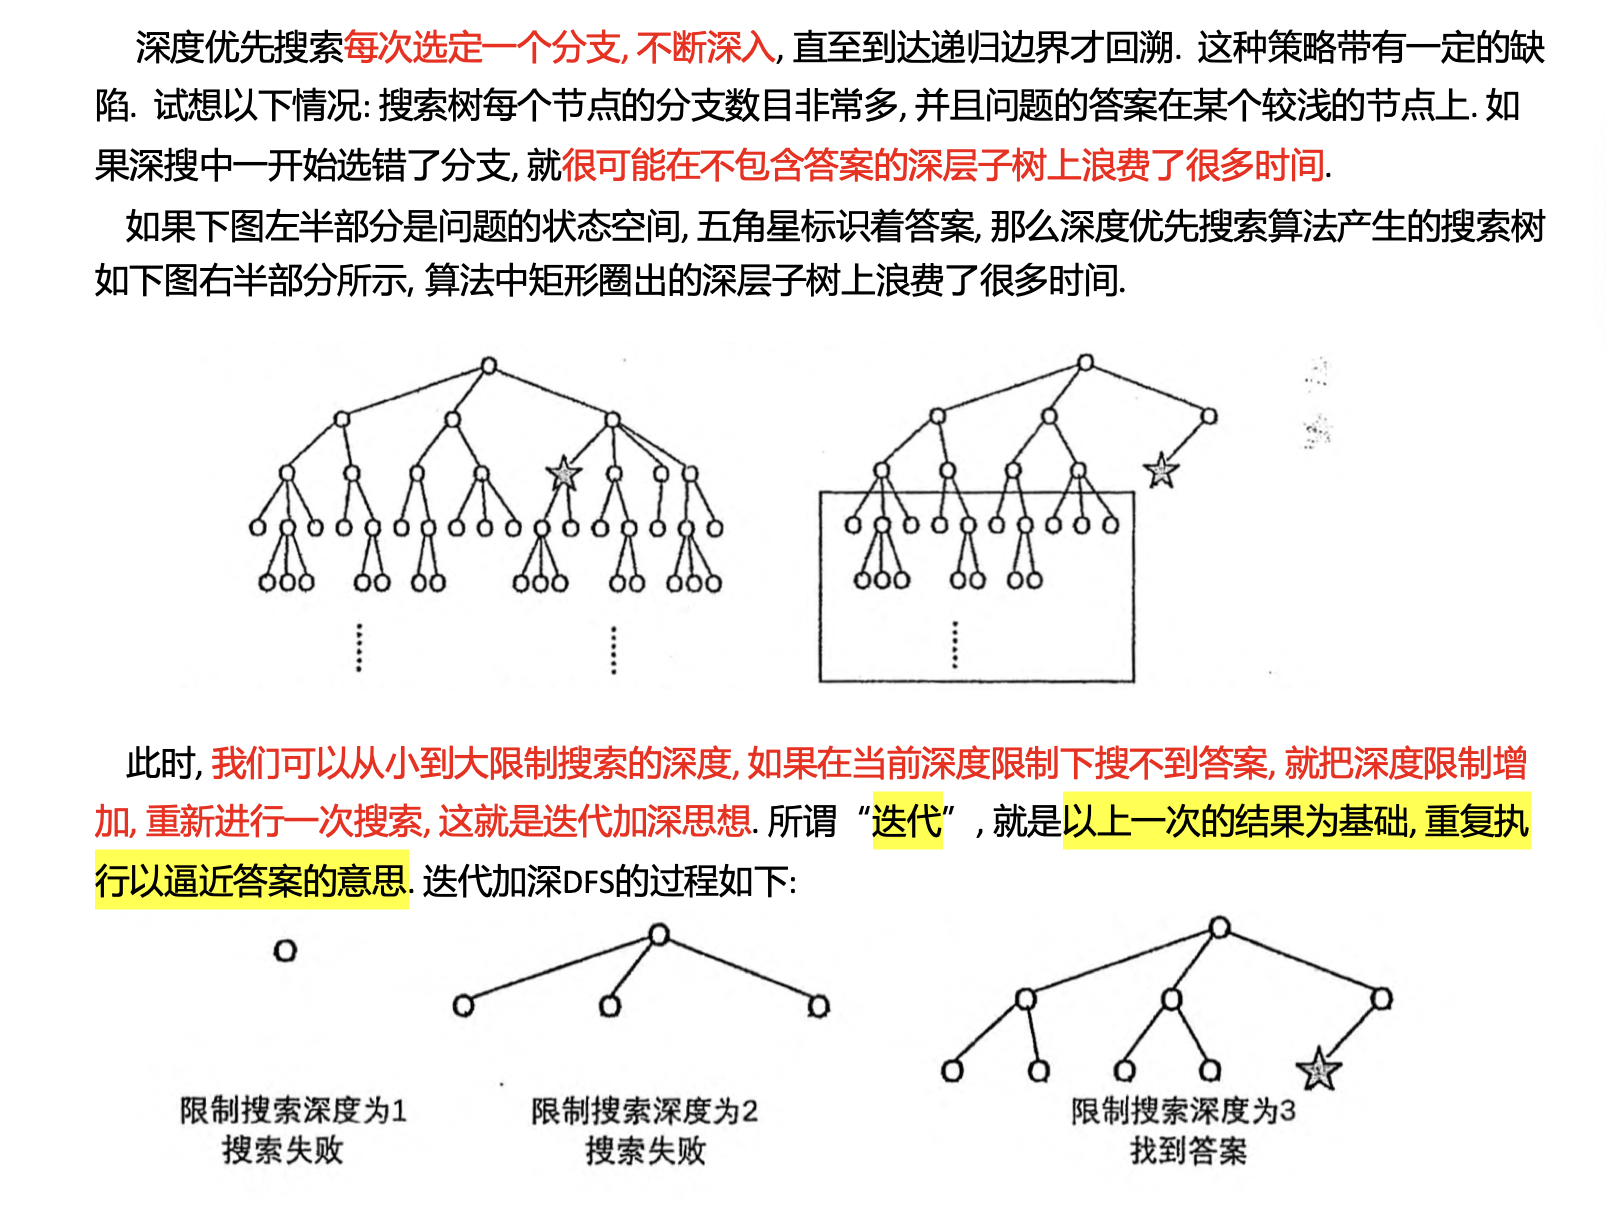 深度优先搜索每次选定一个分支, 不断深入, 直至到达递归边界才回溯. 这种策略带有一定的缺
陷. 试想以下情况: 搜索树每个节点的分支数目非常多, 并且问题的答案在某个较浅的节点上. 如
果深搜中一开始选错了分支, 就很可能在不包含答案的深层子树上浪费了很多时间.
如果下图左半部分是问题的状态空间, 五角星标识着答案, 那么深度优先搜索算法产生的搜索树
如下图右半部分所示, 算法中矩形圈出的深层子树上浪费了很多时间.
此时, 我们可以从小到大限制搜索的深度, 如果在当前深度限制下搜不到答案, 就把深度限制增
加, 重新进行一次搜索, 这就是迭代加深思想. 所谓“迭代”, 就是以上一次的结果为基础, 重复执
行以逼近答案的意思. 迭代加深DFS的过程如下:
限制搜索深度为1
搜索失败
限制搜索深度为2
搜索失败
限制搜索深度为3
找到答案